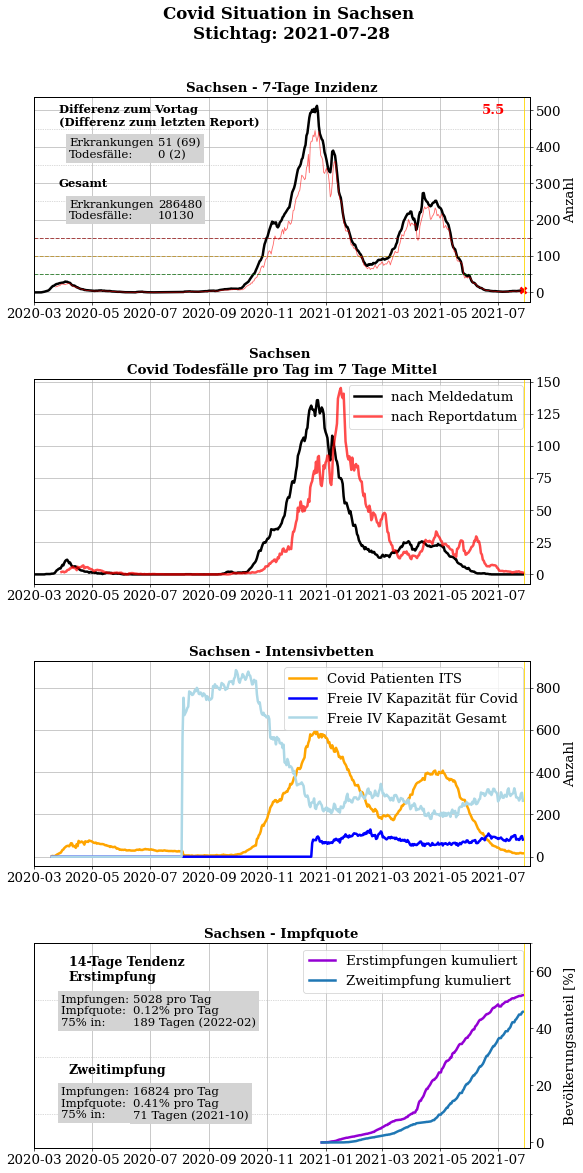 Covid Situation in Sachsen
Stichtag: 2021-07-28
Sachsen - 7-Tage Inzidenz
Differenz zum Vortag
(Differenz zum letzten Report)
Erkrankungen 51 (69)
Todesfälle: 0 (2)
Gesamt
Erkrankungen 286480
Todesfälle: 10130
5.5
500
400
300
200
100
0
Anzahl
2020-03 2020-05 2020-07 2020-09 2020-11 2021-01 2021-03 2021-05 2021-07
Sachsen
Covid Todesfälle pro Tag im 7 Tage Mittel
nach Meldedatum
nach Reportdatum
150
125
100
75
50
25
0
2020-03 2020-05 2020-07 2020-09 2020-11 2021-01 2021-03 2021-05 2021-07
Sachsen - Intensivbetten
Covid Patienten ITS
Freie IV Kapazität für Covid
Freie IV Kapazität Gesamt
800
600
400
200
0
Anzahl
2020-03 2020-05 2020-07 2020-09 2020-11 2021-01 2021-03 2021-05 2021-07
Sachsen - Impfquote
14-Tage Tendenz
Erstimpfung
Impfungen: 5028 pro Tag
Impfquote: 0.12% pro Tag
75% in: 189 Tagen (2022-02)
Zweitimpfung
Impfungen: 16824 pro Tag
Impfquote: 0.41% pro Tag
75% in: 71 Tagen (2021-10)
Erstimpfungen kumuliert
Zweitimpfung kumuliert
60
40
20
0
Bevölkerungsanteil [%]
2020-03 2020-05 2020-07 2020-09 2020-11 2021-01 2021-03 2021-05 2021-07